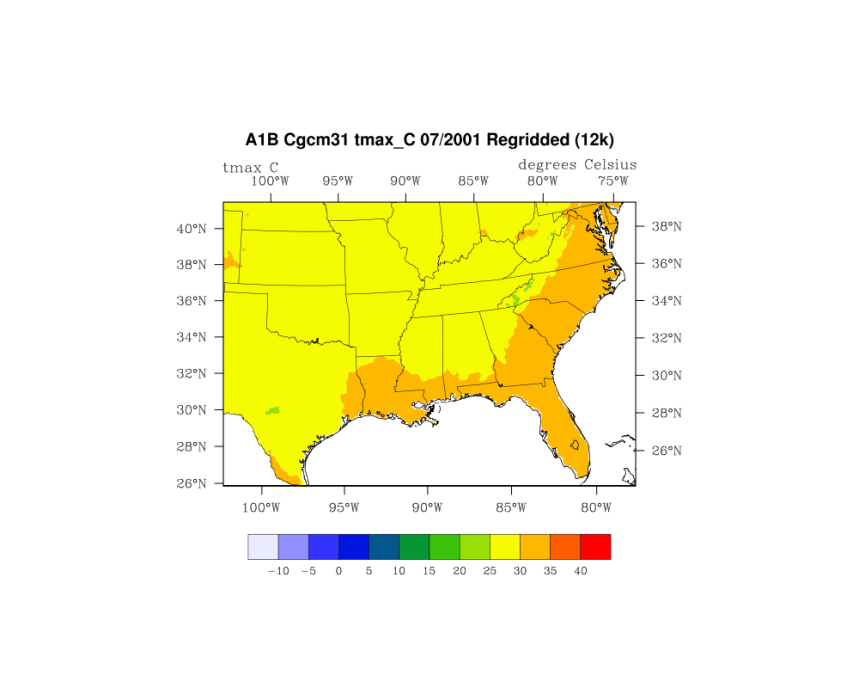 A1B Cgcm31 tmax_C 07/2001 Regridded (12k)
tmax C degrees Celsius
100°W 95°W 90°W 85°W 80°W 75°W
40°N 38°N
38°N 36°N
36°N 34°N
34°N 32°N
32°N 30°N
30°N 28°N
28°N 26°N
26°N
100°W 95°W 90°W 85°W 80°W
−10 −5 0 5 10 15 20 25 30 35 40